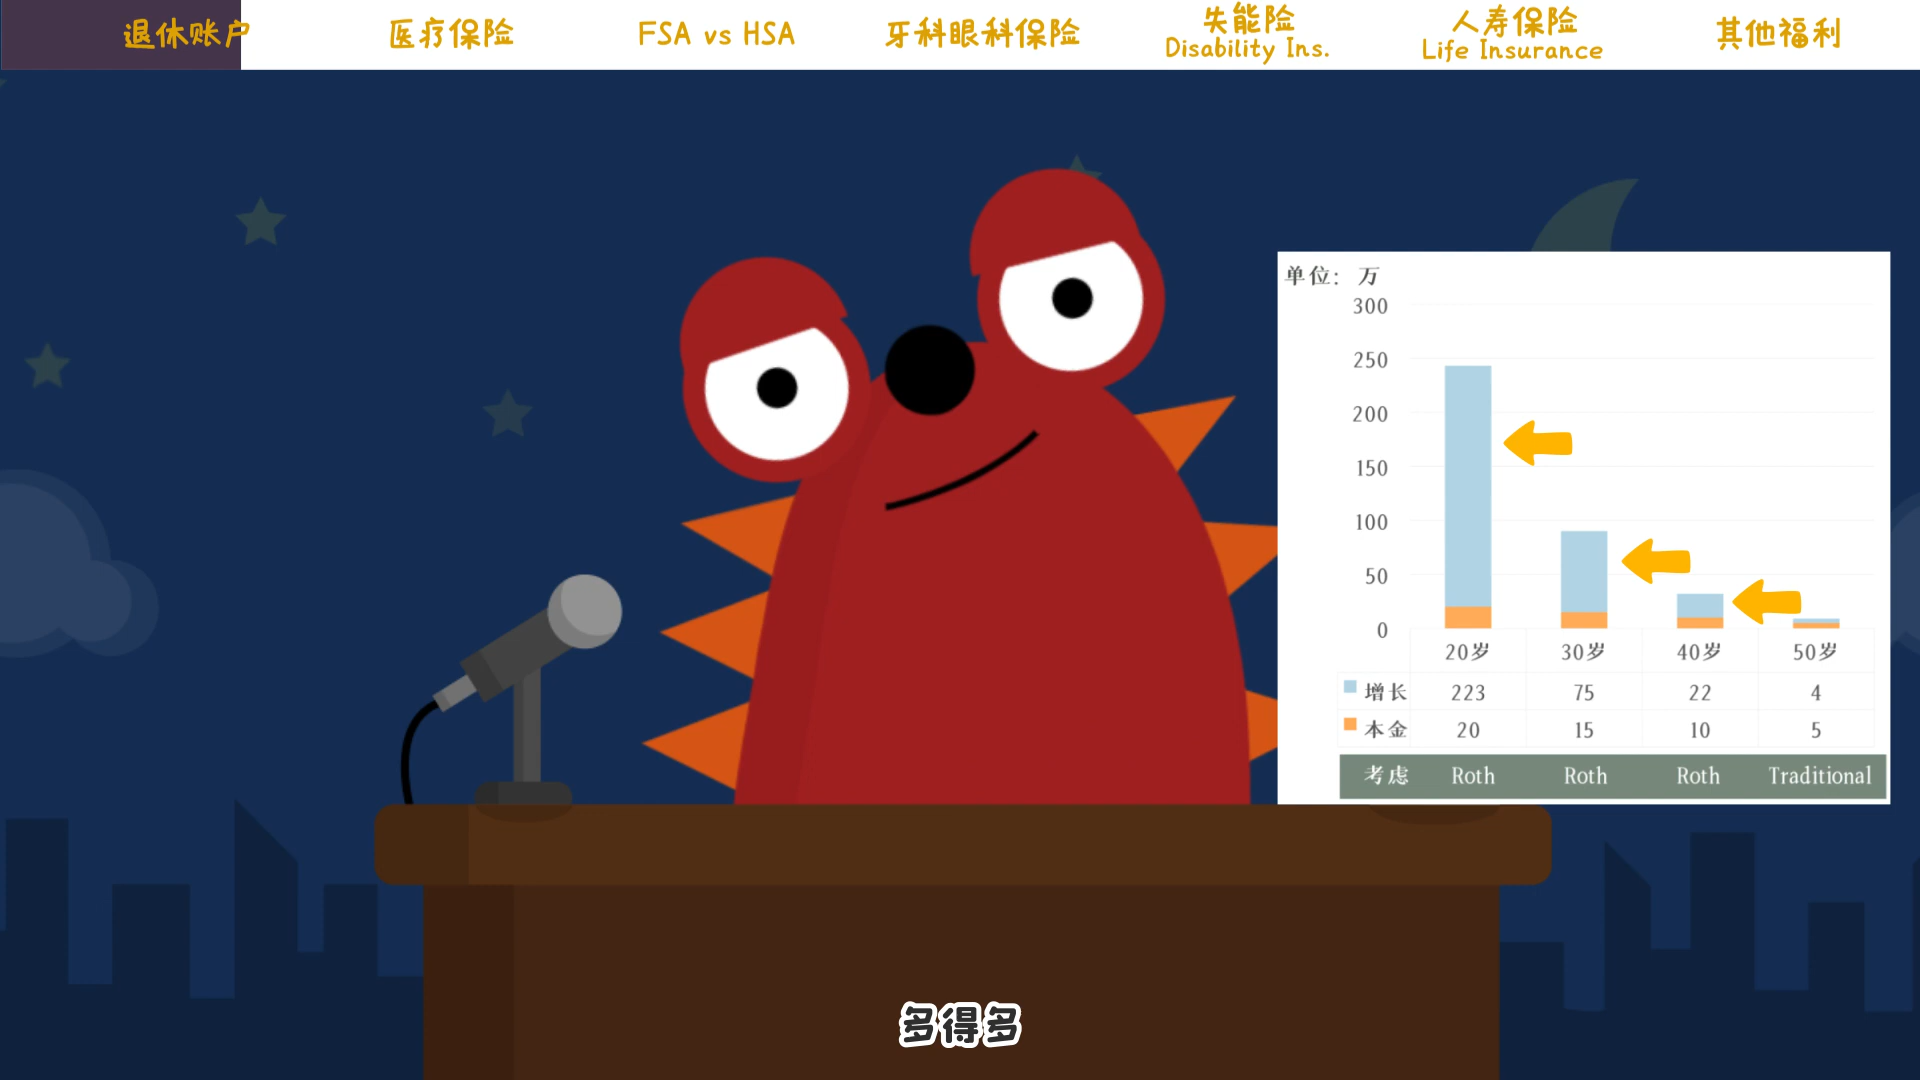 退休账户
医疗保险
FSA vs HSA
牙科眼科保险
失能险
Disability Ins.
人寿保险
Life Insurance
其他福利
单位: 万
300
250
200
150
100
50
0
20岁 30岁 40岁 50岁
增长 223 75 22 4
本金 20 15 10 5
考虑 Roth Roth Roth Traditional
多得多